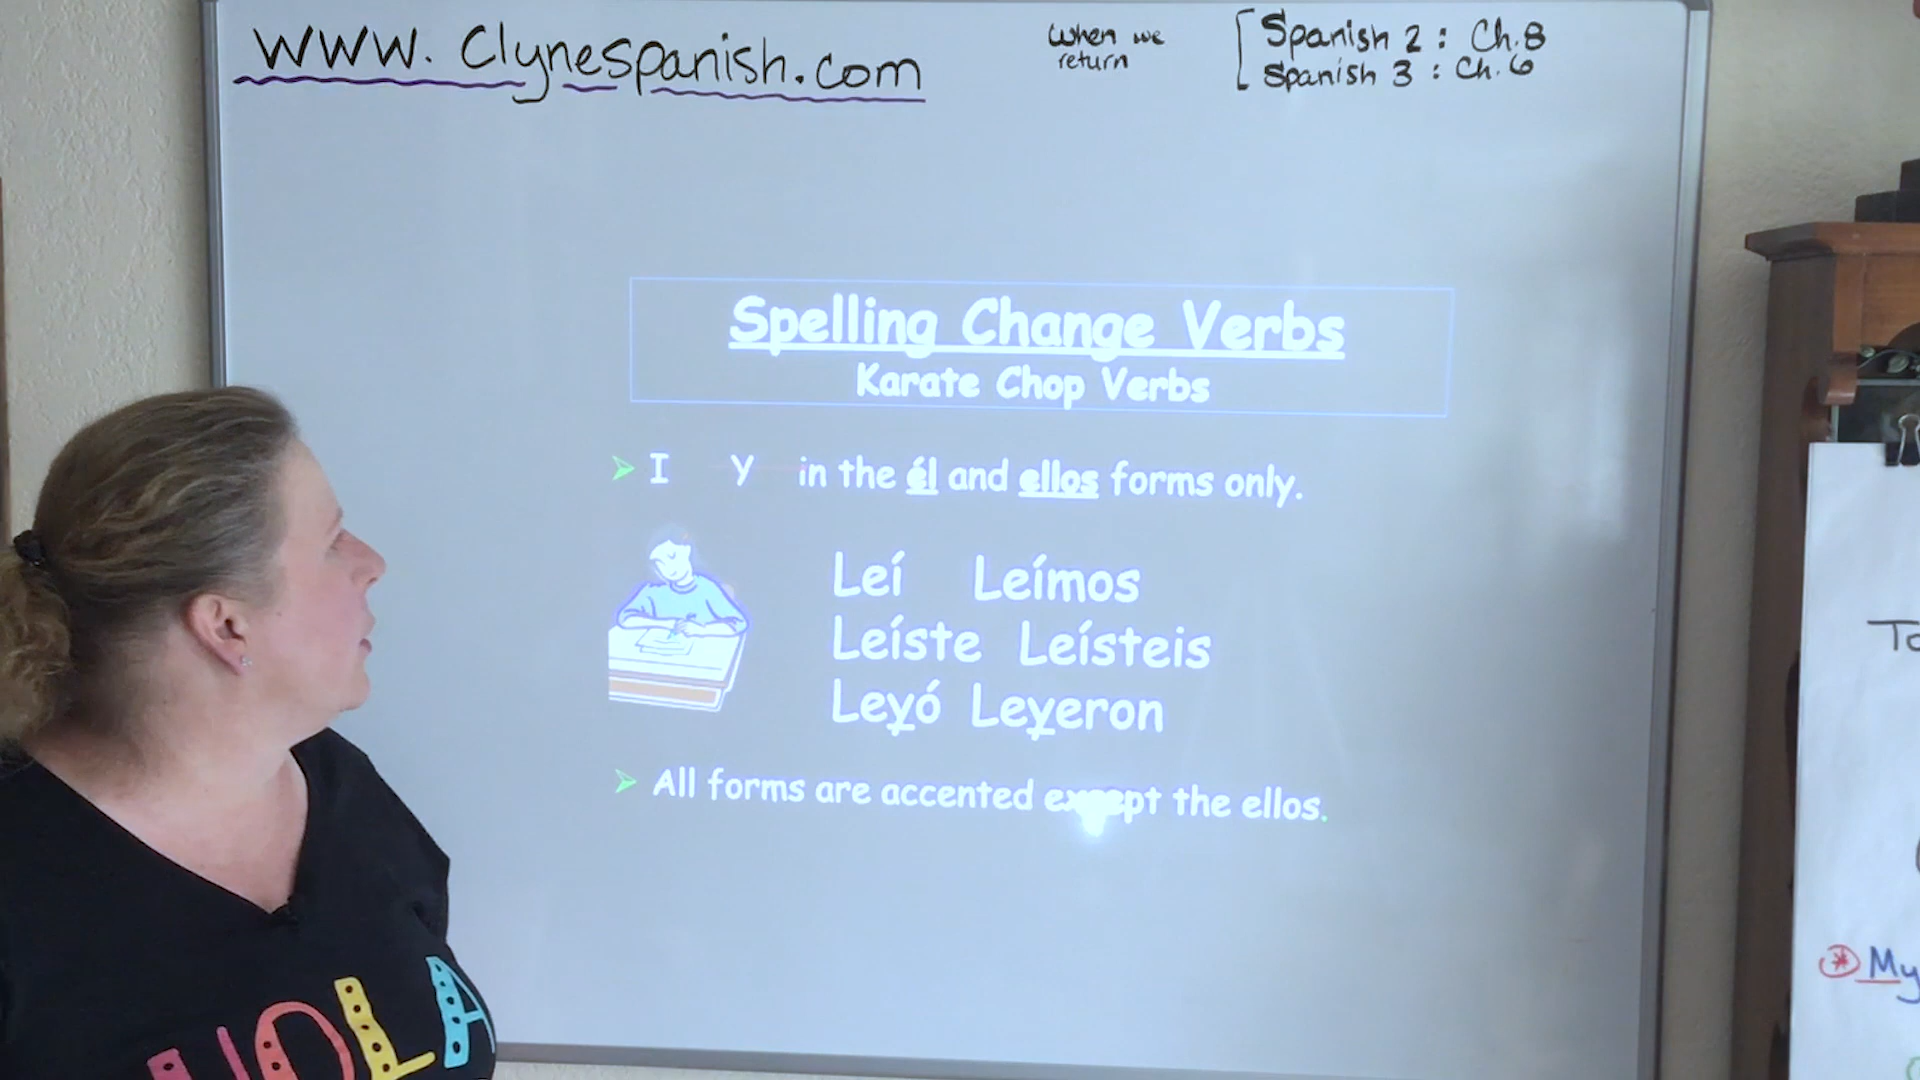 www.Clynespanish.com
when we
return
Spanish 2: Ch.8
Spanish 3: Ch.6
Spelling Change Verbs
Karate Chop Verbs
I Y in the él and ellos forms only.
Leí Leímos
Leíste Leísteis
Leyó Leyeron
All forms are accented except the ellos.
To
My
HOLA